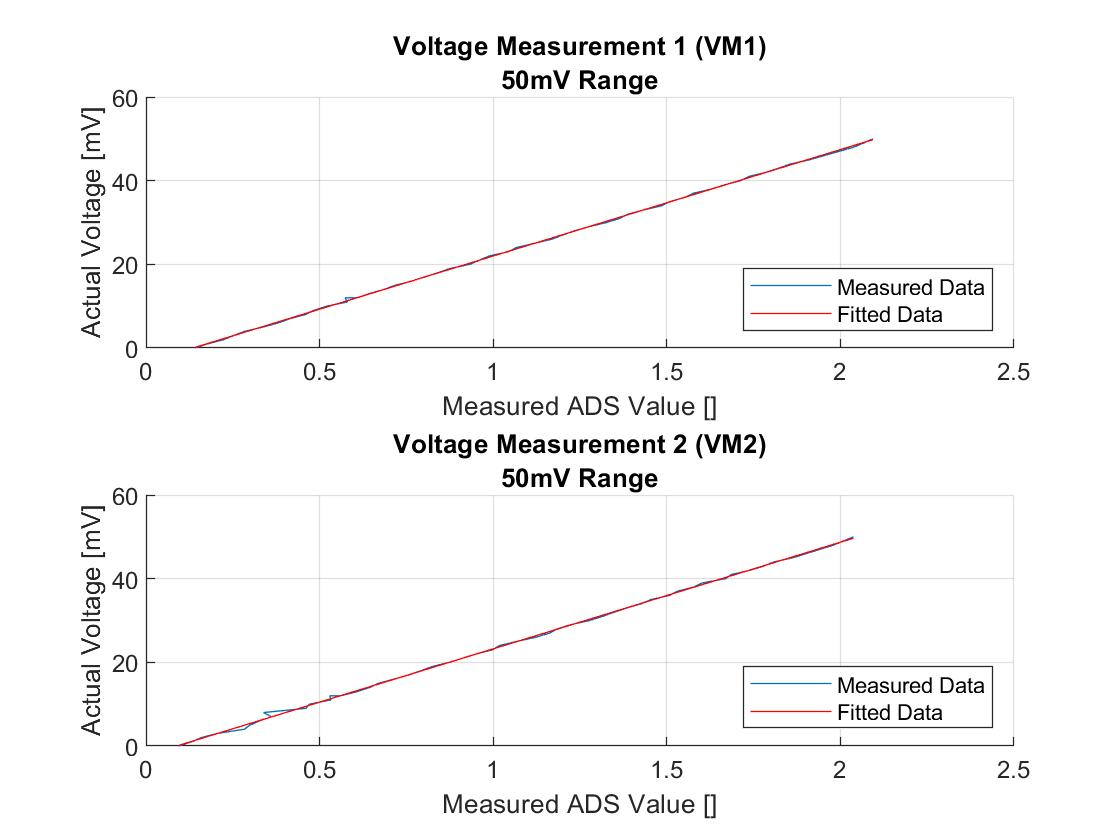 Voltage Measurement 1 (VM1)
50mV Range
60
40
20
0
Actual Voltage [mV]
Measured Data
Fitted Data
0 0.5 1 1.5 2 2.5
Measured ADS Value []
Voltage Measurement 2 (VM2)
50mV Range
60
40
20
0
Actual Voltage [mV]
Measured Data
Fitted Data
0 0.5 1 1.5 2 2.5
Measured ADS Value []